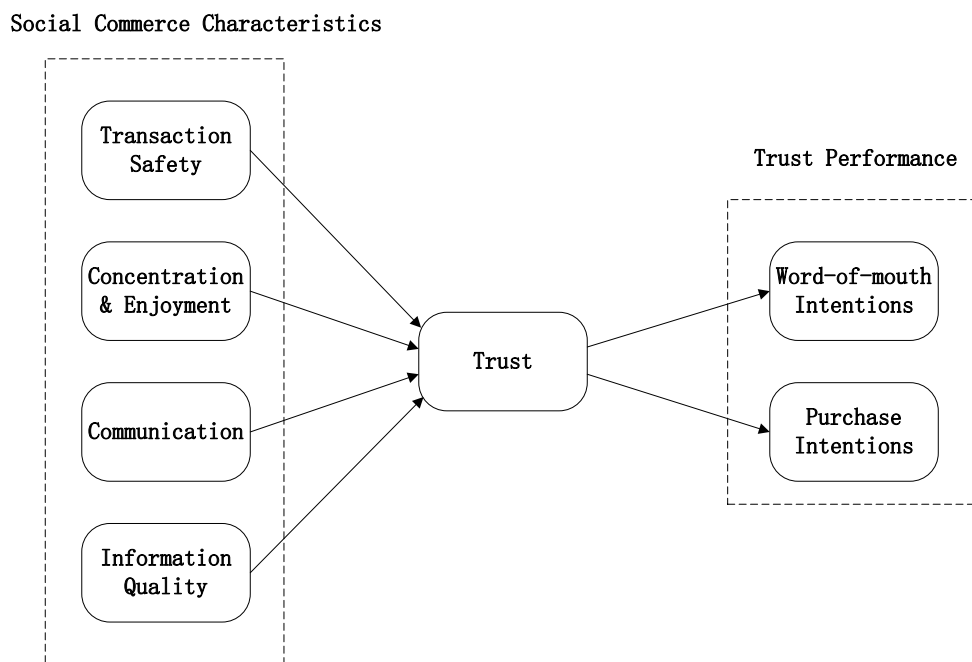 Social Commerce Characteristics
Transaction
Safety
Concentration
& Enjoyment
Communication
Information
Quality
Trust
Trust Performance
Word-of-mouth
Intentions
Purchase
Intentions